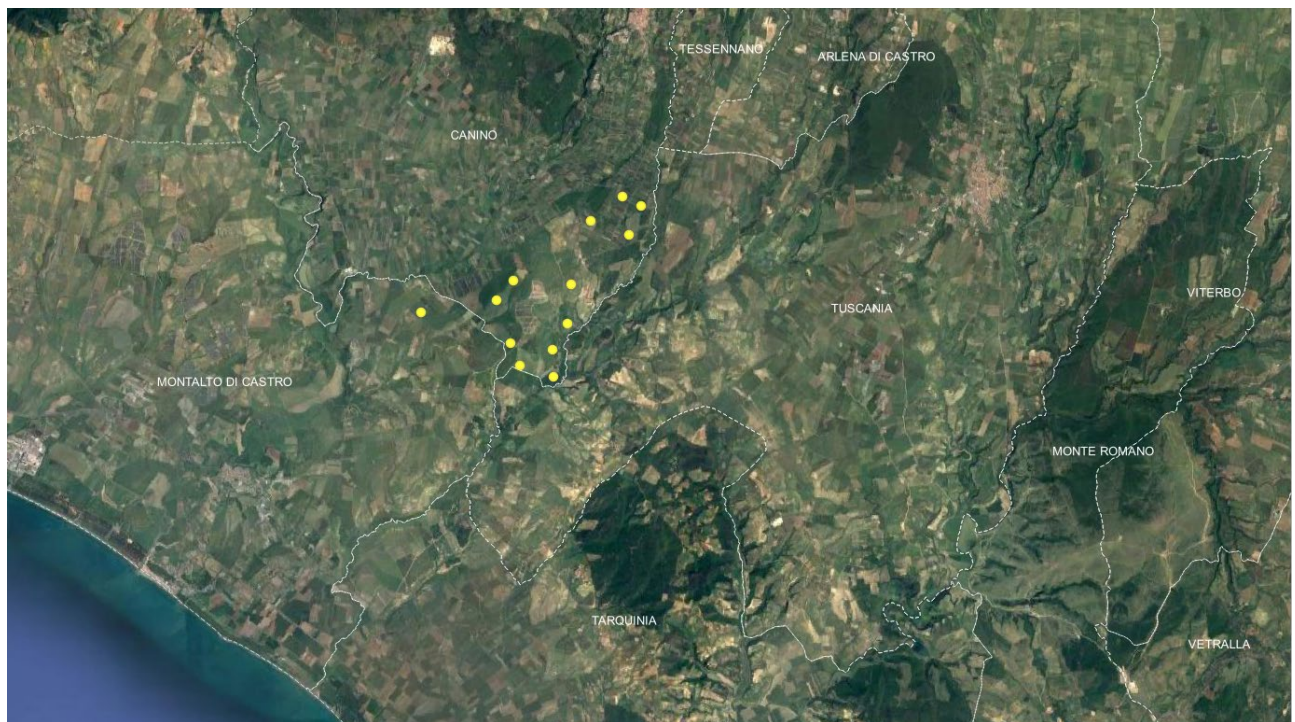 TESSENNANO
ARLENA DI CASTRO
CANINO
VITERBO
TUSCANIA
MONTALTO DI CASTRO
MONTE ROMANO
TARQUINIA
VETRALLA